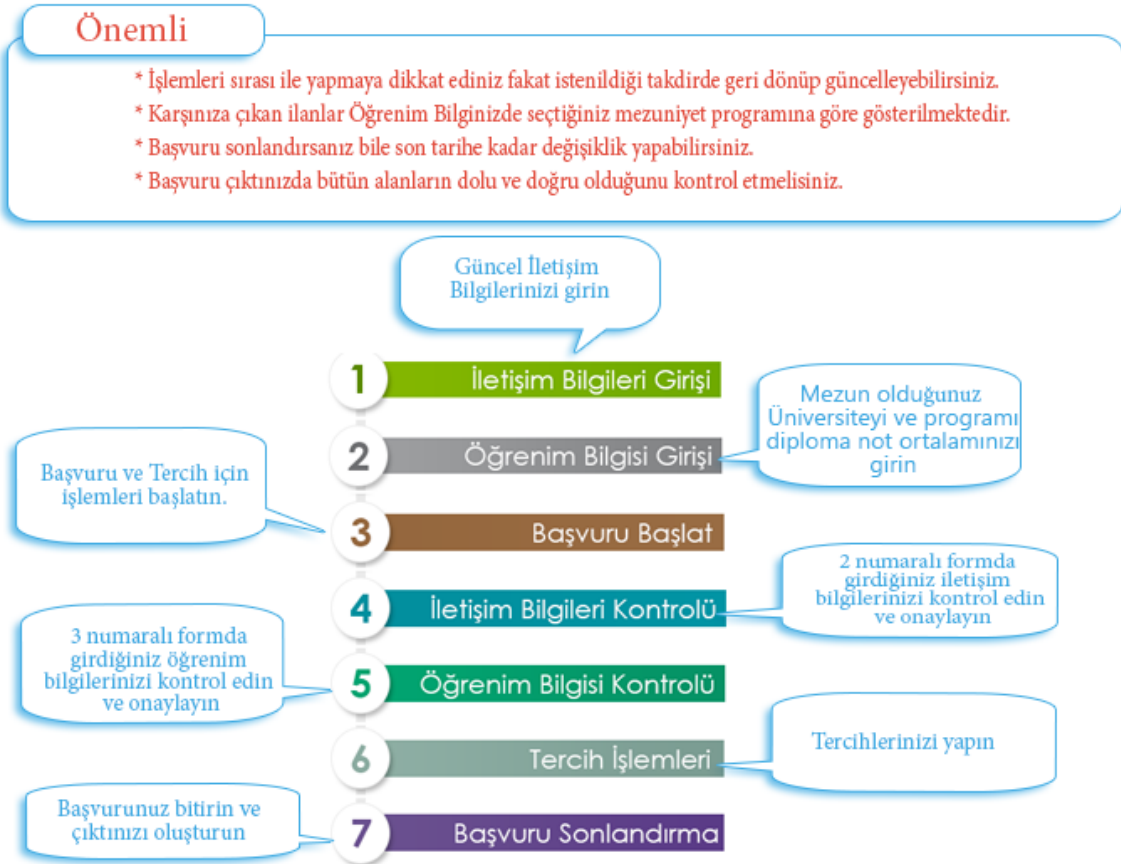 Önemli
* İşlemleri sırası ile yapmaya dikkat ediniz fakat istenildiği takdirde geri dönüp güncelleyebilirsiniz.
* Karşınıza çıkan ilanlar Öğrenim Bilginizde seçtiğiniz mezuniyet programına göre gösterilmektedir.
* Başvuru sonlandırsanız bile son tarihe kadar değişiklik yapabilirsiniz.
* Başvuru çıktınızda bütün alanların dolu ve doğru olduğunu kontrol etmelisiniz.
Güncel İletişim
Bilgilerinizi girin
1 İletişim Bilgileri Girişi
Mezun olduğunuz
Üniversiteyi ve programı
diploma not ortalamınızı
girin
2 Öğrenim Bilgisi Girişi
Başvuru ve Tercih için
işlemleri başlatın.
3 Başvuru Başlat
2 numaralı formda
girdiğiniz iletişim
bilgilerinizi kontrol edin
ve onaylayın
4 İletişim Bilgileri Kontrolü
3 numaralı formda
girdiğiniz öğrenim
bilgilerinizi kontrol edin
ve onaylayın
5 Öğrenim Bilgisi Kontrolü
Tercihlerinizi yapın
6 Tercih İşlemleri
Başvurunuz bitirin ve
çıktınızı oluşturun
7 Başvuru Sonlandırma